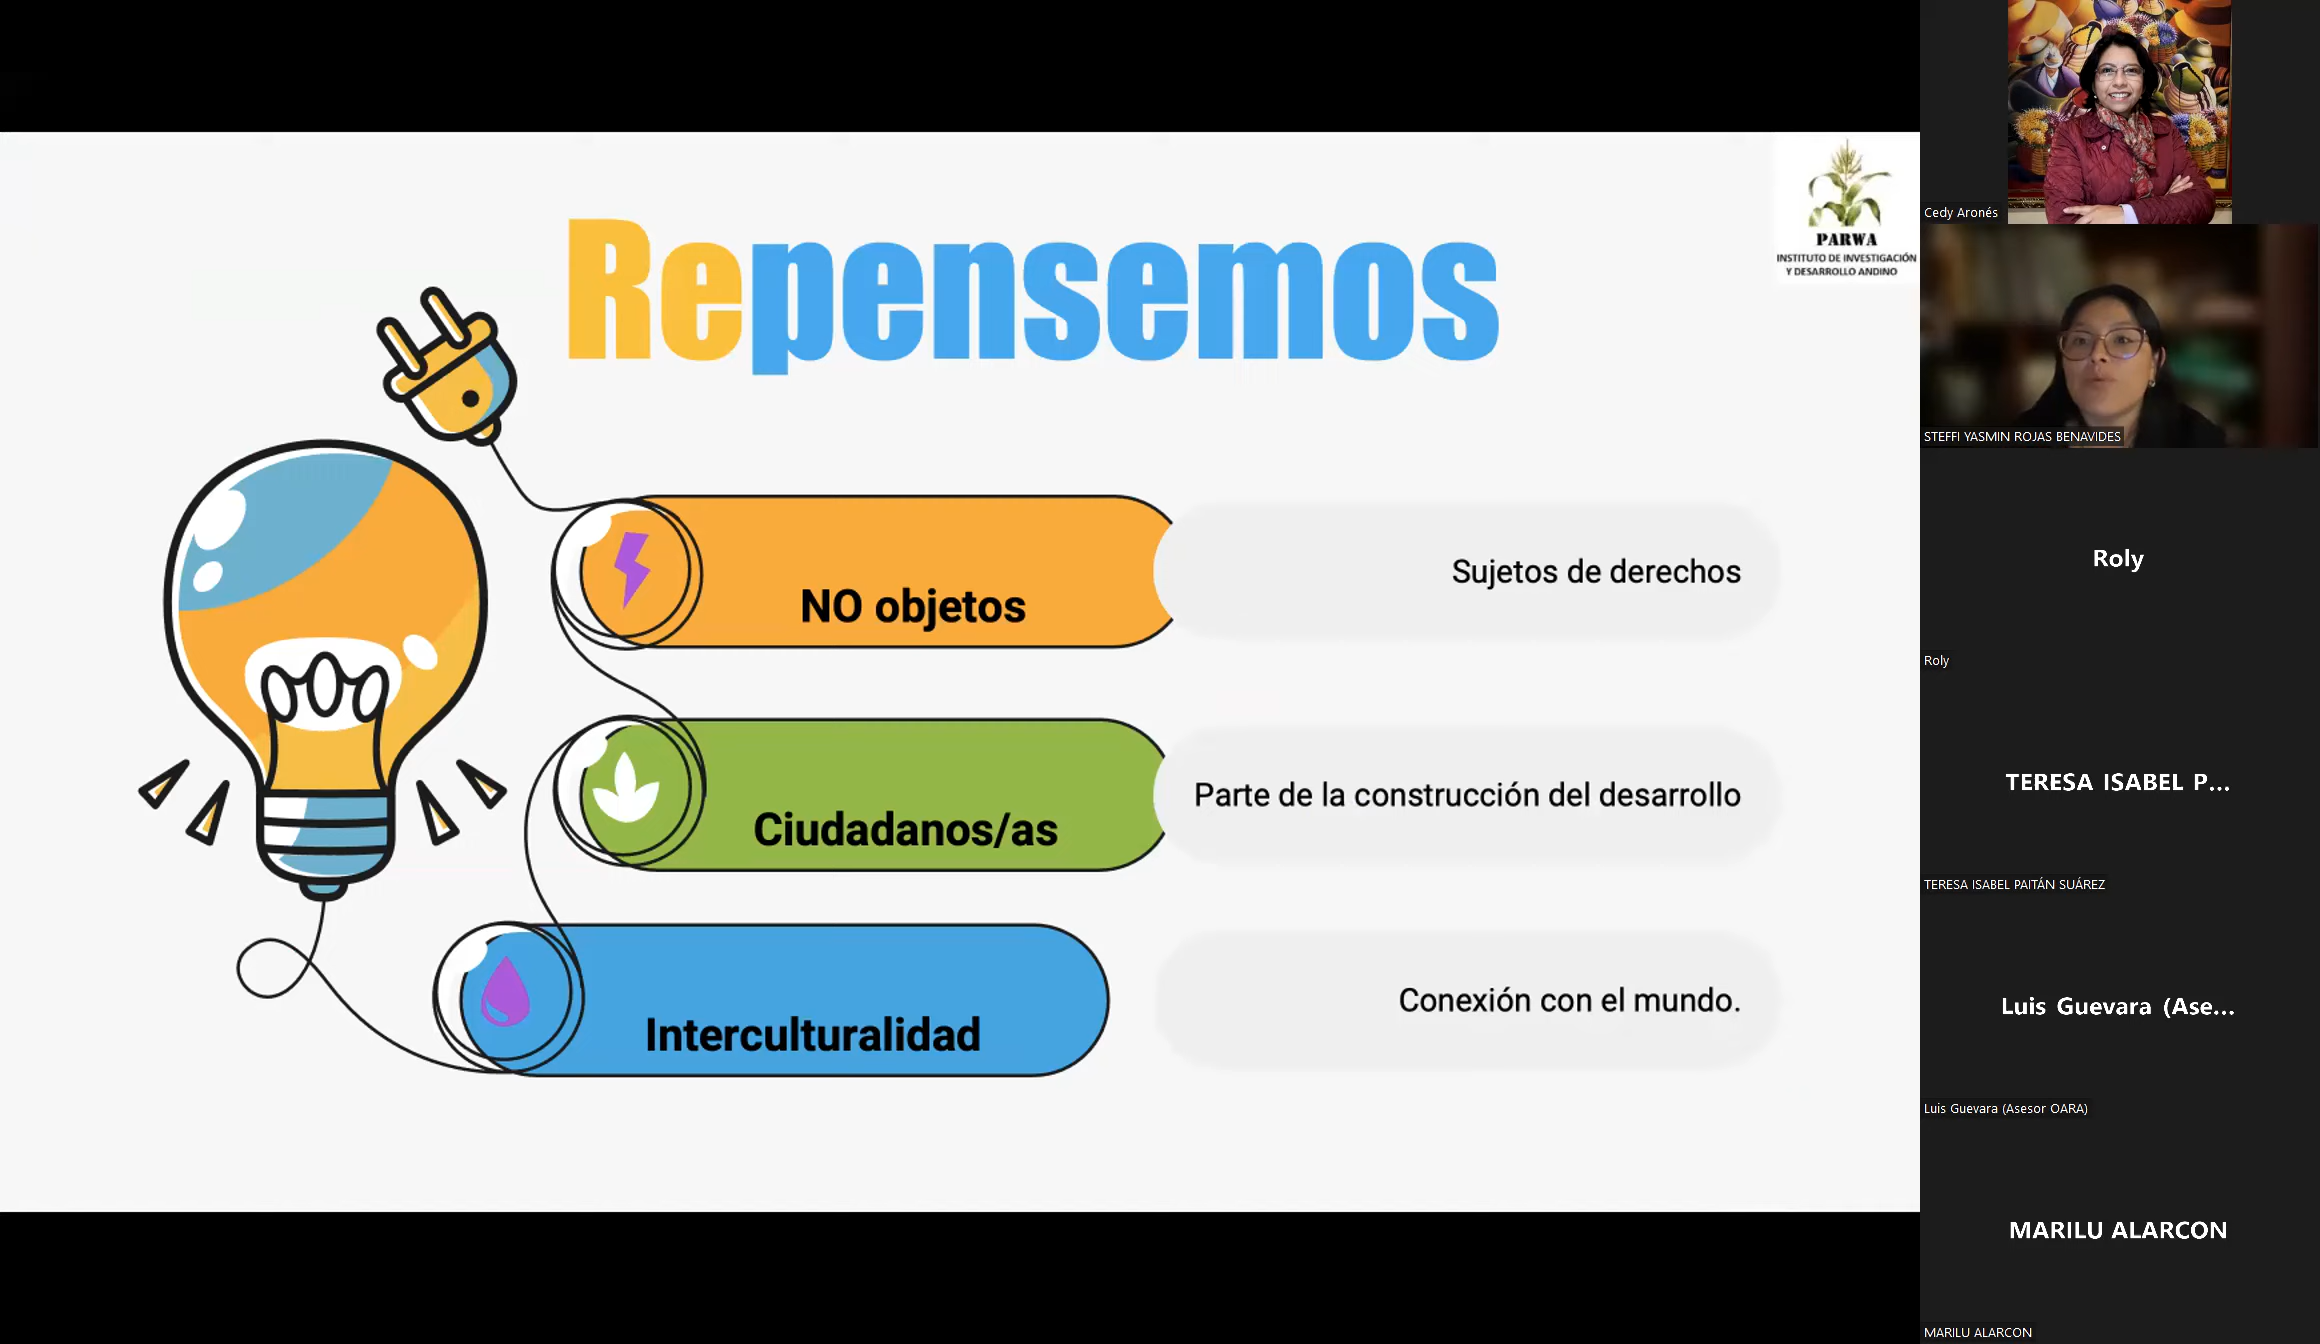 Repensemos
PARWA
INSTITUTO DE INVESTIGACIÓN
Y DESARROLLO ANDINO
NO objetos
Sujetos de derechos
Ciudadanos/as
Parte de la construcción del desarrollo
Interculturalidad
Conexión con el mundo.
Cedy Aronés
STEFFI YASMIN ROJAS BENAVIDES
Roly
Roly
TERESA ISABEL P...
TERESA ISABEL PAITÁN SUÁREZ
Luis Guevara (Ase...
Luis Guevara (Asesor OARA)
MARILU ALARCON
MARILU ALARCON